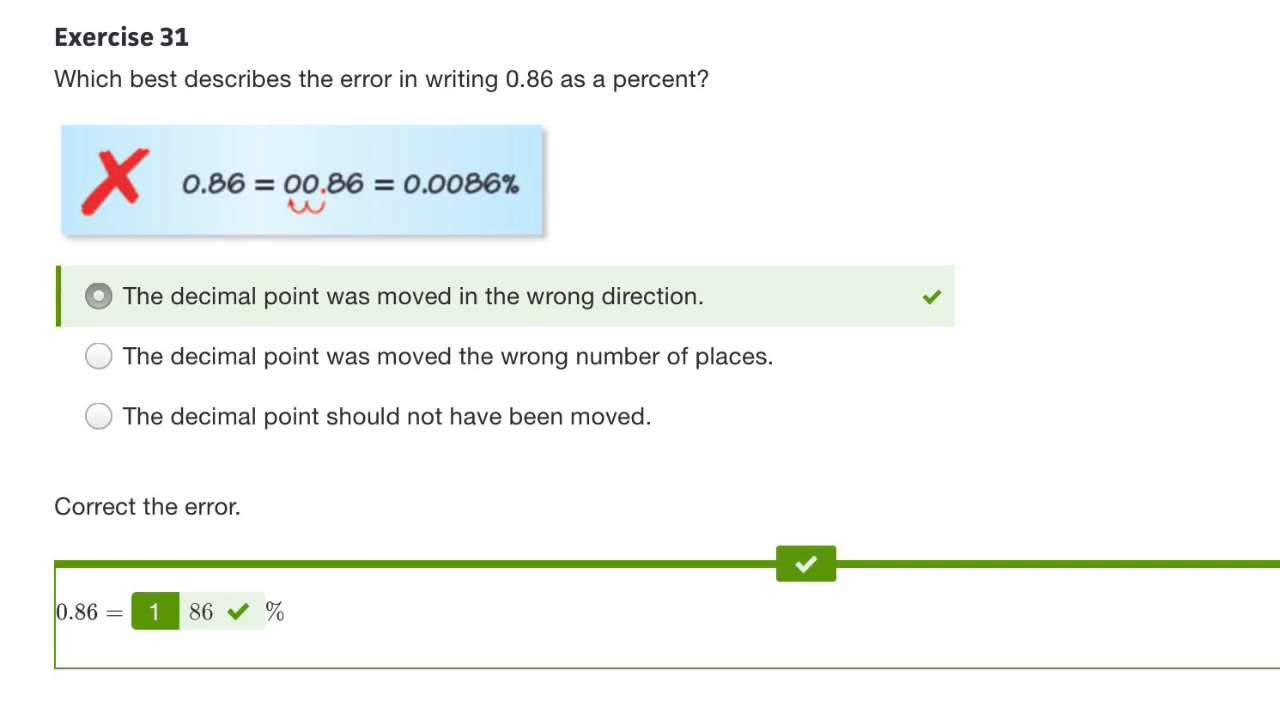 Exercise 31
Which best describes the error in writing 0.86 as a percent?
0.86 = 00.86 = 0.0086%
The decimal point was moved in the wrong direction.
The decimal point was moved the wrong number of places.
The decimal point should not have been moved.
Correct the error.
0.86 = 1 86 %